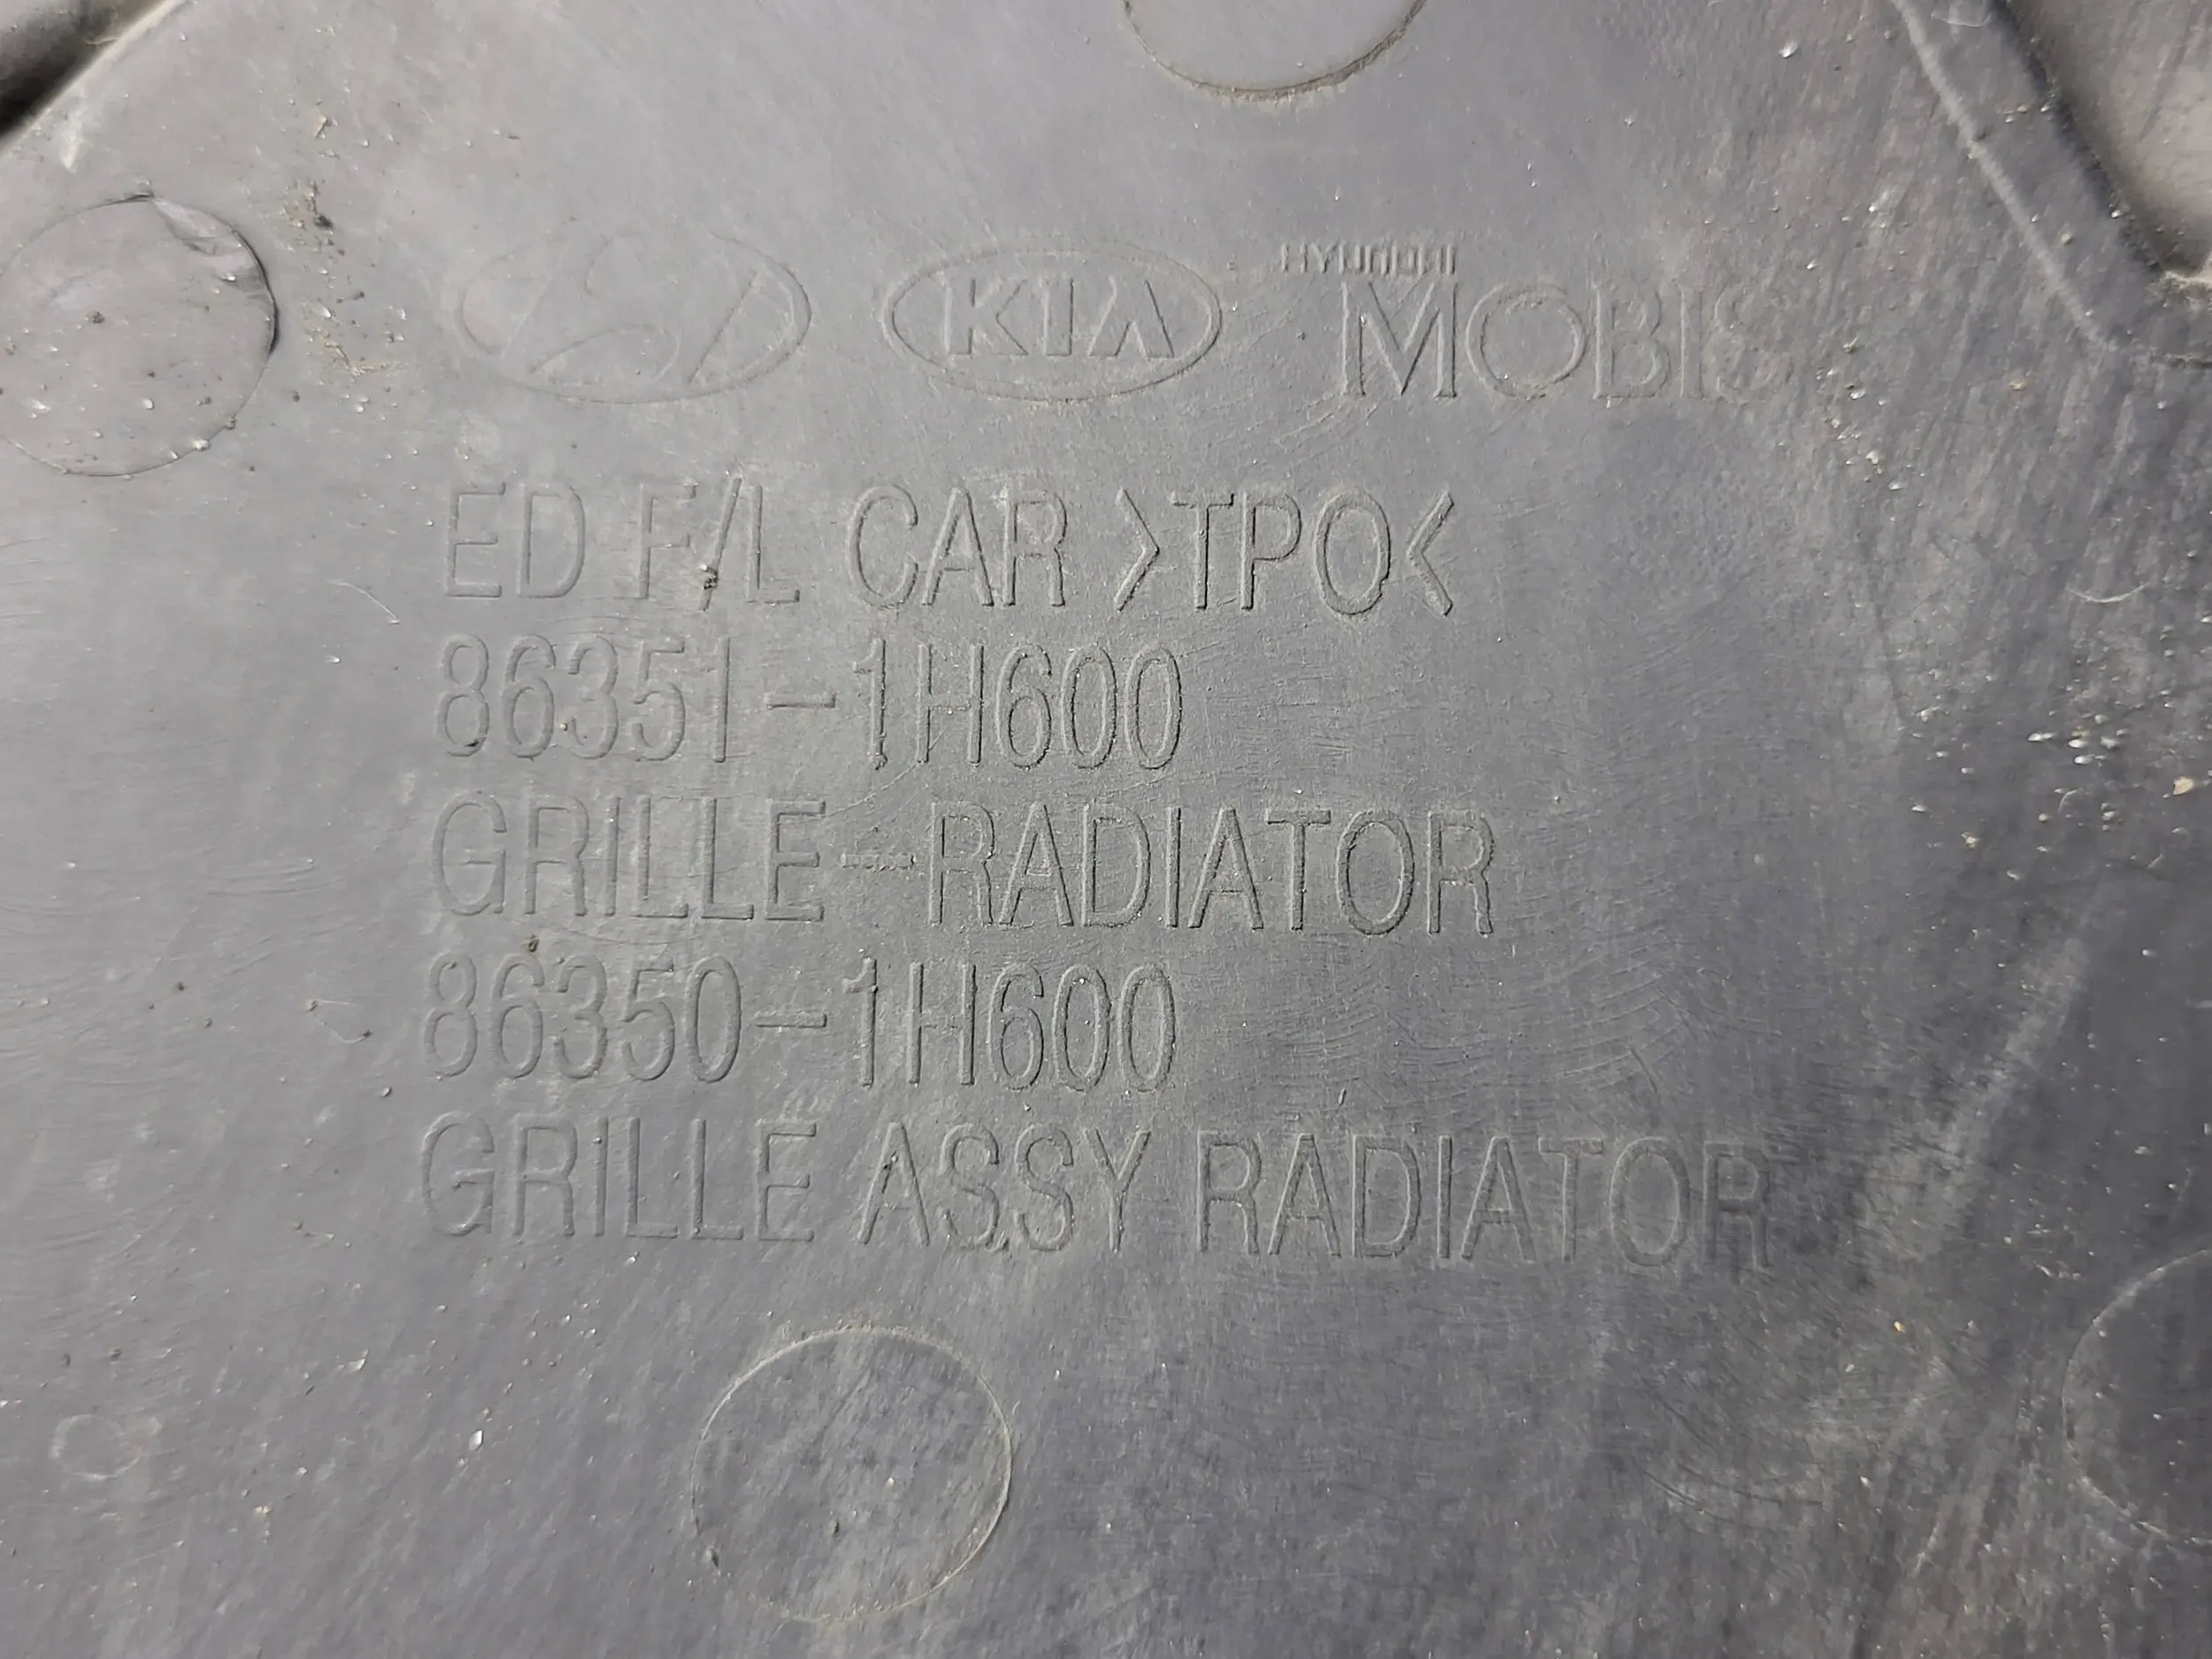 KIA HYUNDAI MOBIS
ED F/L CAR >TPO<
86351-1H600
GRILLE-RADIATOR
86350-1H600
GRILLE ASSY RADIATOR